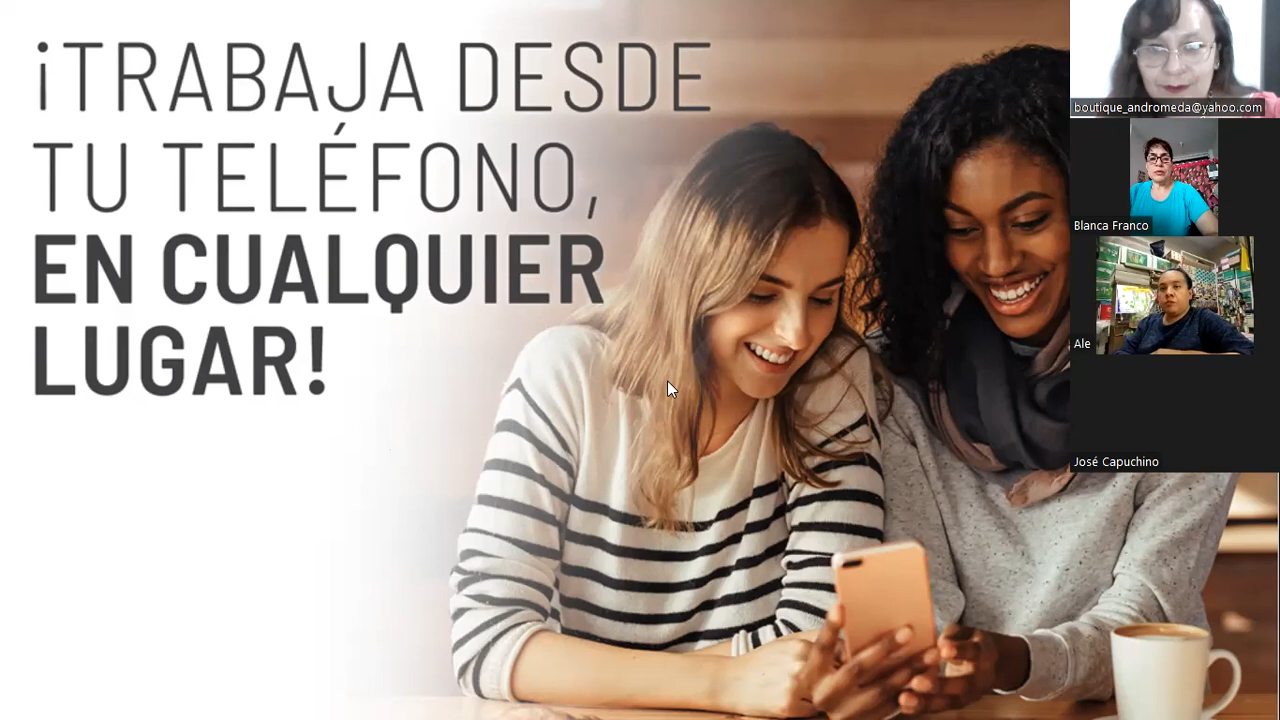 ¡TRABAJA DESDE
TU TELÉFONO,
EN CUALQUIER
LUGAR!
boutique_andromeda@yahoo.com
Blanca Franco
Ale
José Capuchino